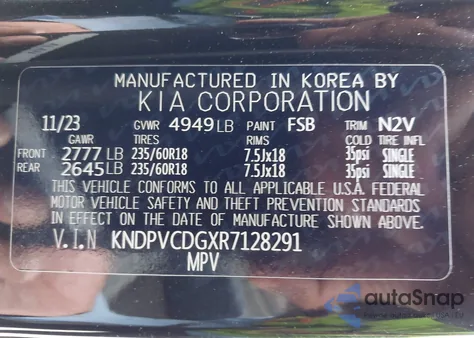 MANUFACTURED IN KOREA BY
KIA CORPORATION
11/23 GVWR 4949 LB PAINT FSB TRIM N2V
GAWR TIRES RIMS COLD TIRE INFL
FRONT 2777 LB 235/60R18 7.5Jx18 35psi SINGLE
REAR 2645 LB 235/60R18 7.5Jx18 35psi SINGLE
THIS VEHICLE CONFORMS TO ALL APPLICABLE U.S.A. FEDERAL
MOTOR VEHICLE SAFETY AND THEFT PREVENTION STANDARDS
IN EFFECT ON THE DATE OF MANUFACTURE SHOWN ABOVE.
V.I.N KNDPVCDGXR7128291
MPV
autoSnap